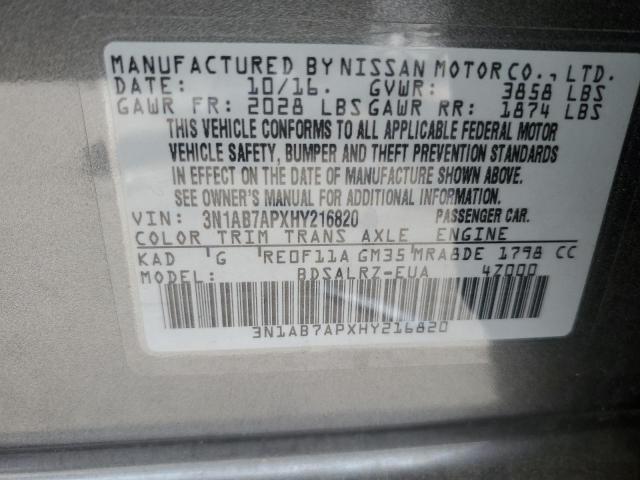 MANUFACTURED BY NISSAN MOTOR CO., LTD.
DATE: 10/16. GVWR: 3858 LBS
GAWR FR: 2028 LBS GAWR RR: 1874 LBS
THIS VEHICLE CONFORMS TO ALL APPLICABLE FEDERAL MOTOR
VEHICLE SAFETY, BUMPER AND THEFT PREVENTION STANDARDS
IN EFFECT ON THE DATE OF MANUFACTURE SHOWN ABOVE.
SEE OWNER'S MANUAL FOR ADDITIONAL INFORMATION
VIN: 3N1AB7APXHY216820 PASSENGER CAR.
COLOR TRIM TRANS AXLE ENGINE
KAD G RE0F11A GM35 MRA8DE 1798 CC
MODEL: BDSALRZ-EUA 4Z000
3N1AB7APXHY216820